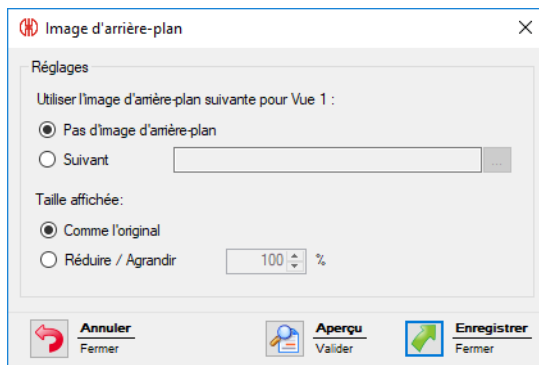 Image d'arrière-plan
Réglages
Utiliser l'image d'arrière-plan suivante pour Vue 1 :
Pas d'image d'arrière-plan
Suivant ...
Taille affichée:
Comme l'original
Réduire / Agrandir 100 %
Annuler Aperçu Enregistrer
Fermer Valider Fermer